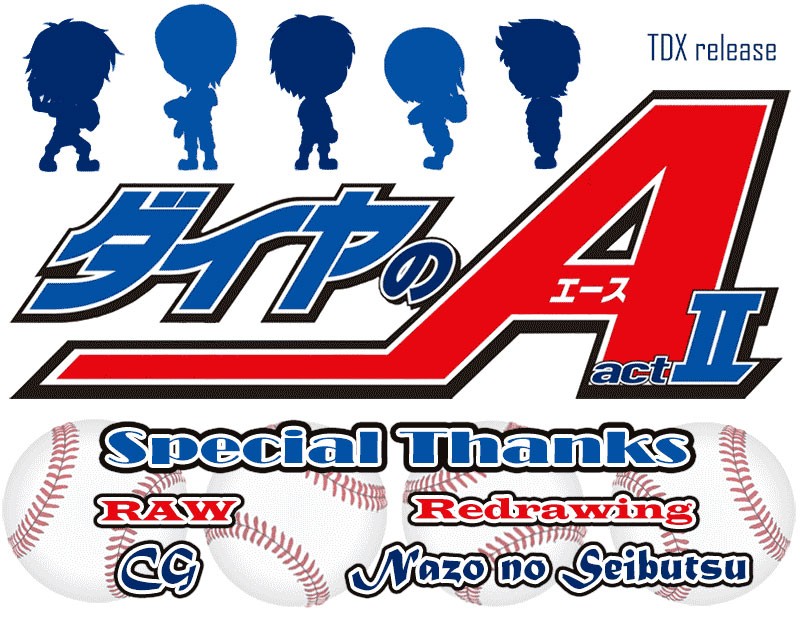 TDX release
ダイヤのA
エース
act II
Special Thanks
RAW Redrawing
CG Nazo no Seibutsu